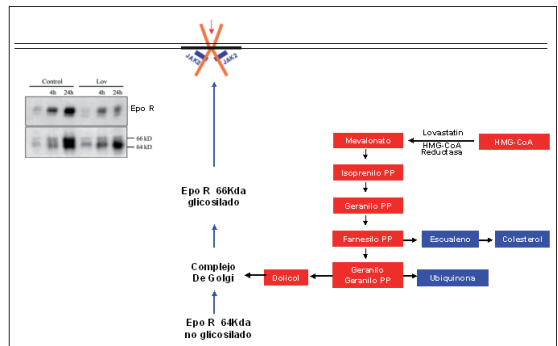 JAK2
JAK2
Control
Lov
4h
24h
4h
24h
Epo R
66 kD
64 kD
Lovastatin
Mevalonato
HMG-CoA
Reductasa
HMG-CoA
Isoprenilo PP
Epo R 66Kda
glicosilado
Geranilo PP
Farnesilo PP
Escualeno
Colesterol
Complejo
De Golgi
Dolicol
Geranilo
Geranilo PP
Ubiquinona
Epo R 64Kda
no glicosilado